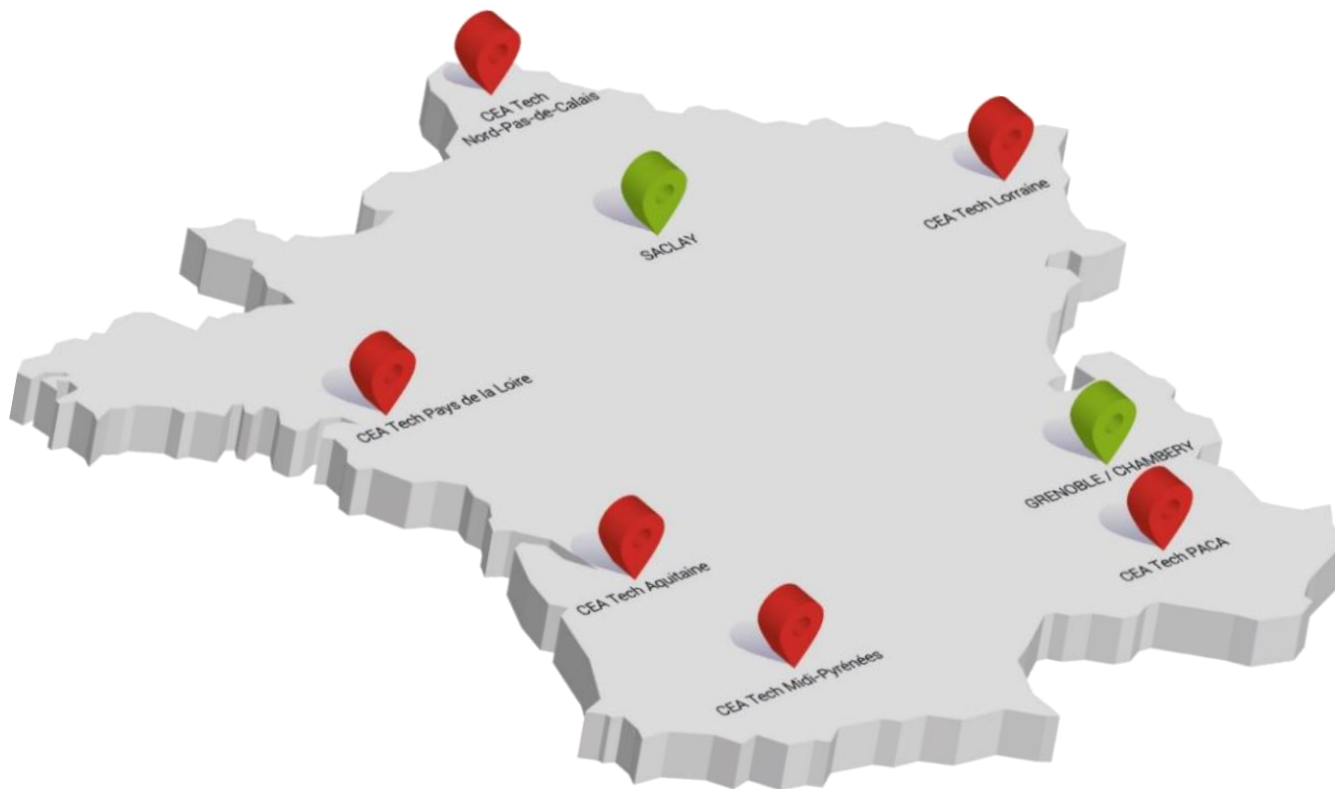 CEA Tech
Nord-Pas-de-Calais
CEA Tech Lorraine
SACLAY
CEA Tech Pays de la Loire
GRENOBLE / CHAMBERY
CEA Tech PACA
CEA Tech Aquitaine
CEA Tech Midi-Pyrénées